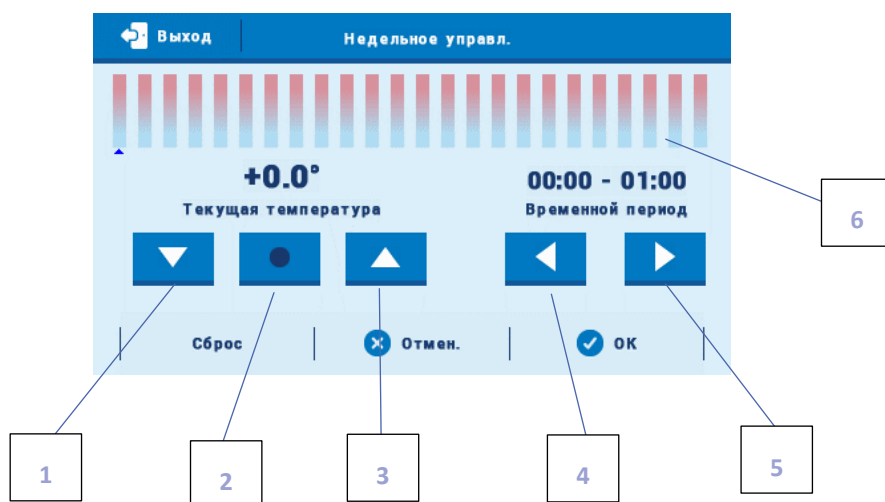 Выход
Недельное управл.
+0.0°
00:00 - 01:00
Текущая температура
Временной период
6
Сброс
Отмен.
ОК
1
2
3
4
5